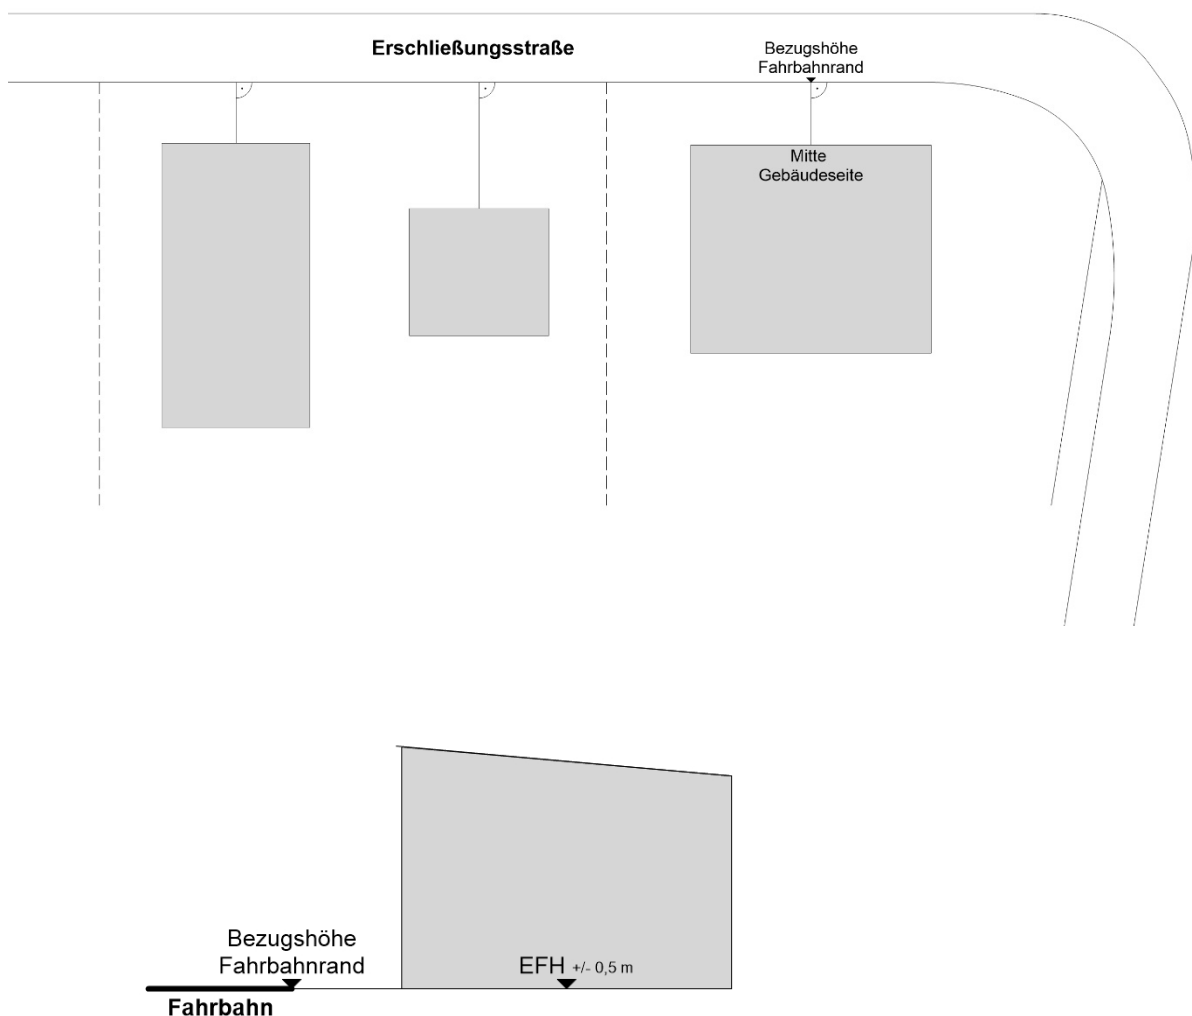 Erschließungsstraße
Bezugshöhe
Fahrbahnrand
Mitte
Gebäudeseite
Bezugshöhe
Fahrbahnrand
EFH +/- 0,5 m
Fahrbahn